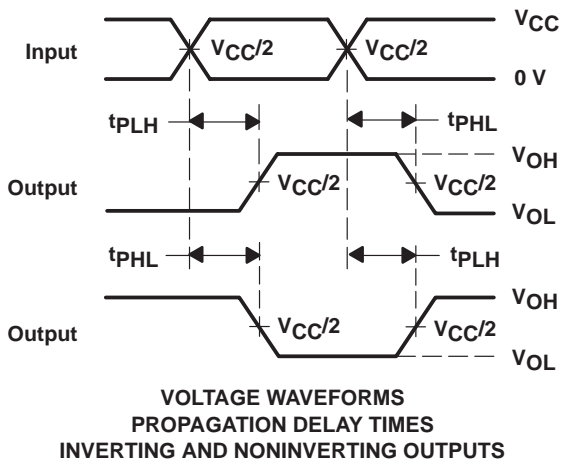 VCC
Input VCC/2 VCC/2
0 V
tPLH tPHL
VOH
Output VCC/2 VCC/2
VOL
tPHL tPLH
VOH
Output VCC/2 VCC/2
VOL
VOLTAGE WAVEFORMS
PROPAGATION DELAY TIMES
INVERTING AND NONINVERTING OUTPUTS